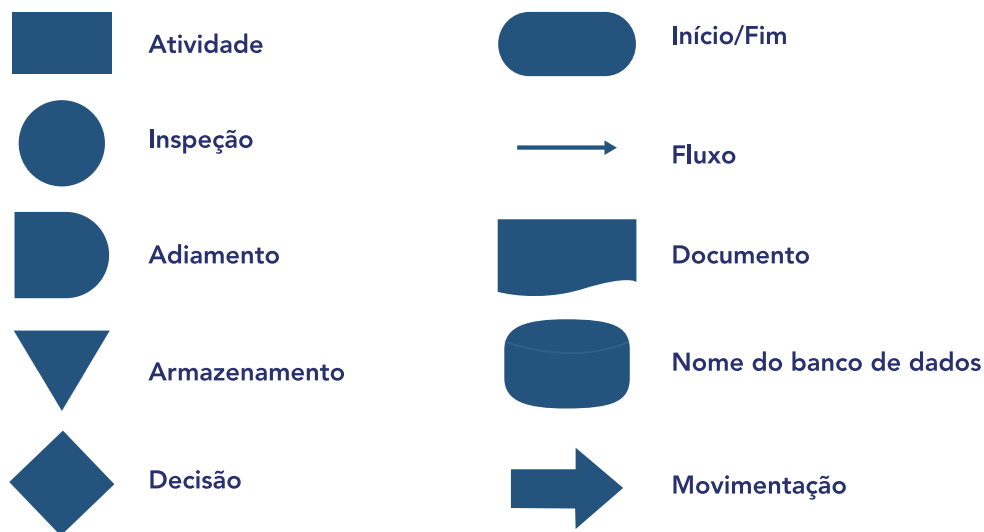 Atividade
Início/Fim
Inspeção
Fluxo
Adiamento
Documento
Armazenamento
Nome do banco de dados
Decisão
Movimentação